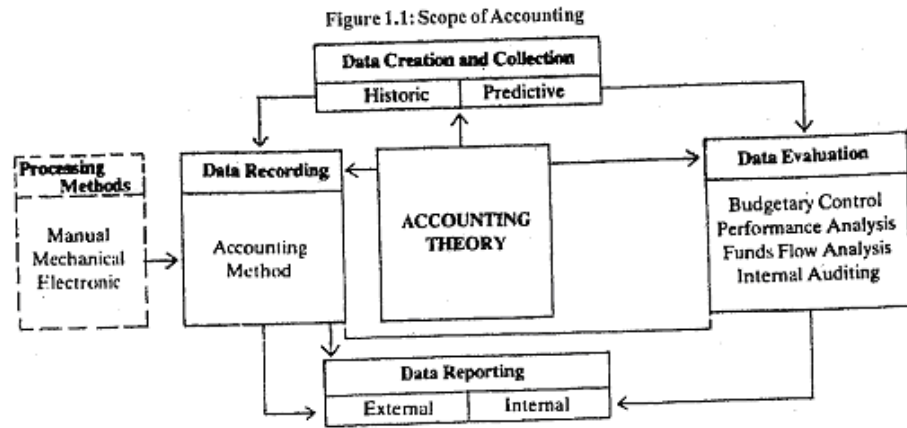 Figure 1.1: Scope of Accounting
Data Creation and Collection
Historic
Predictive
Processing
Methods
Manual
Mechanical
Electronic
Data Recording
Accounting
Method
ACCOUNTING
THEORY
Data Evaluation
Budgetary Control
Performance Analysis
Funds Flow Analysis
Internal Auditing
Data Reporting
External
Internal